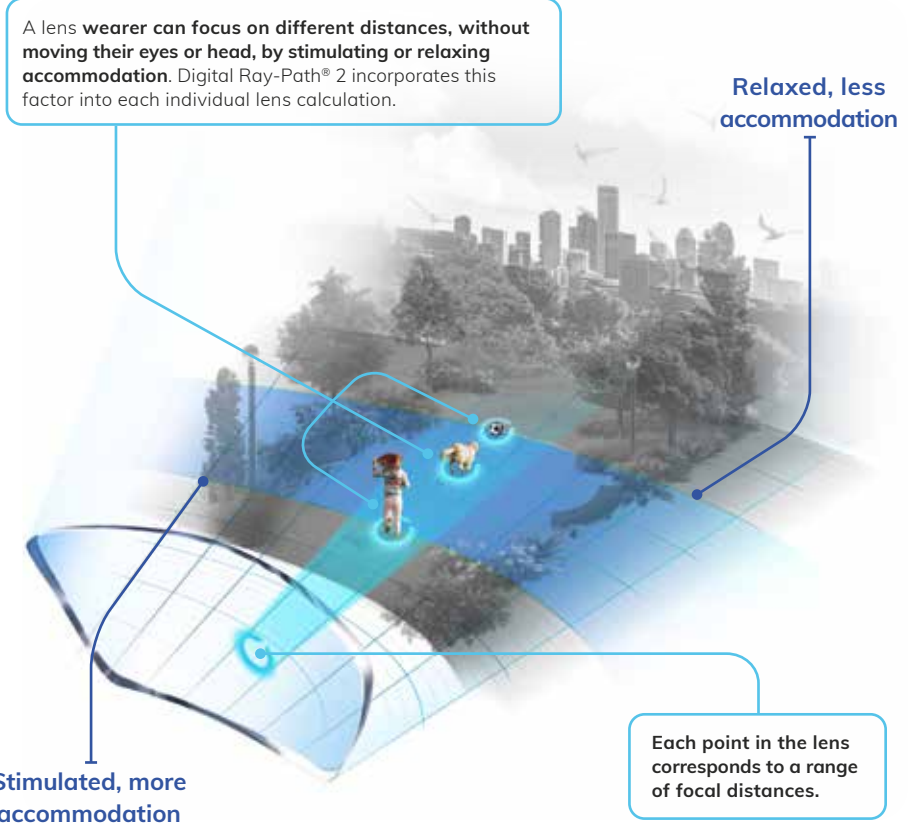 A lens wearer can focus on different distances, without
moving their eyes or head, by stimulating or relaxing
accommodation. Digital Ray-Path® 2 incorporates this
factor into each individual lens calculation.
Relaxed, less
accommodation
Each point in the lens
corresponds to a range
of focal distances.
Stimulated, more
accommodation